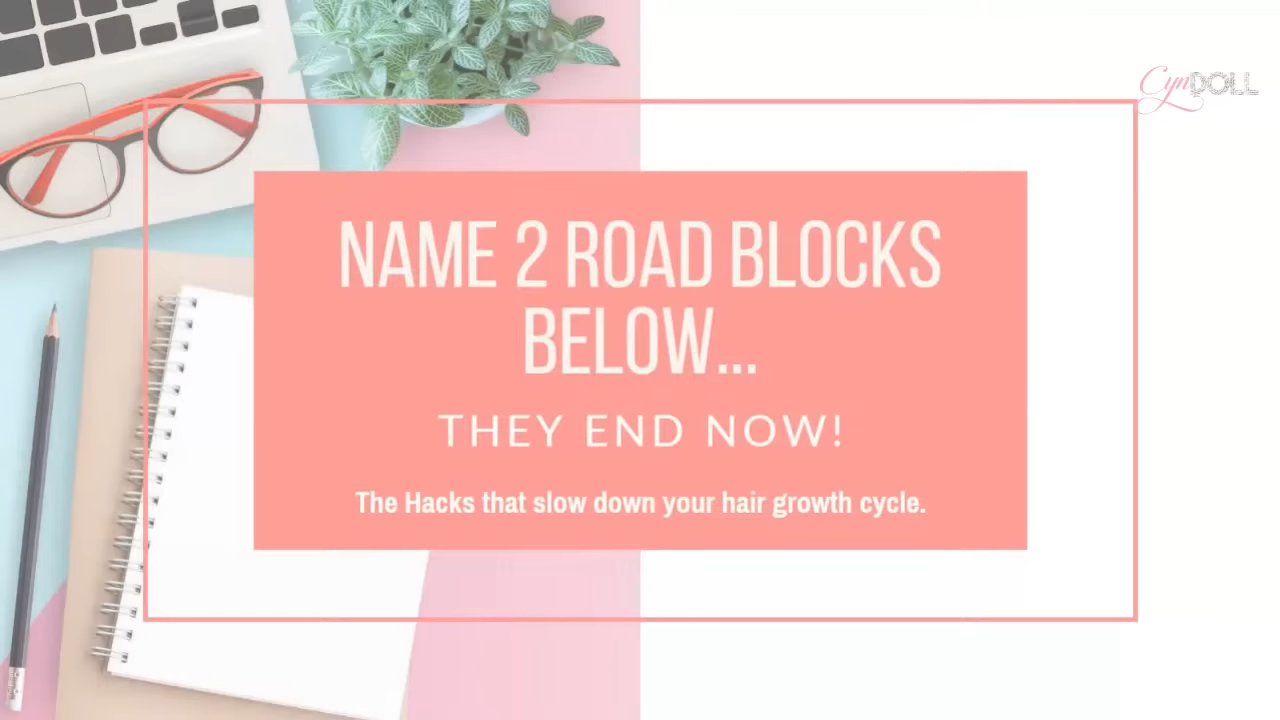 CynDOLL
NAME 2 ROAD BLOCKS
BELOW...
THEY END NOW!
The Hacks that slow down your hair growth cycle.